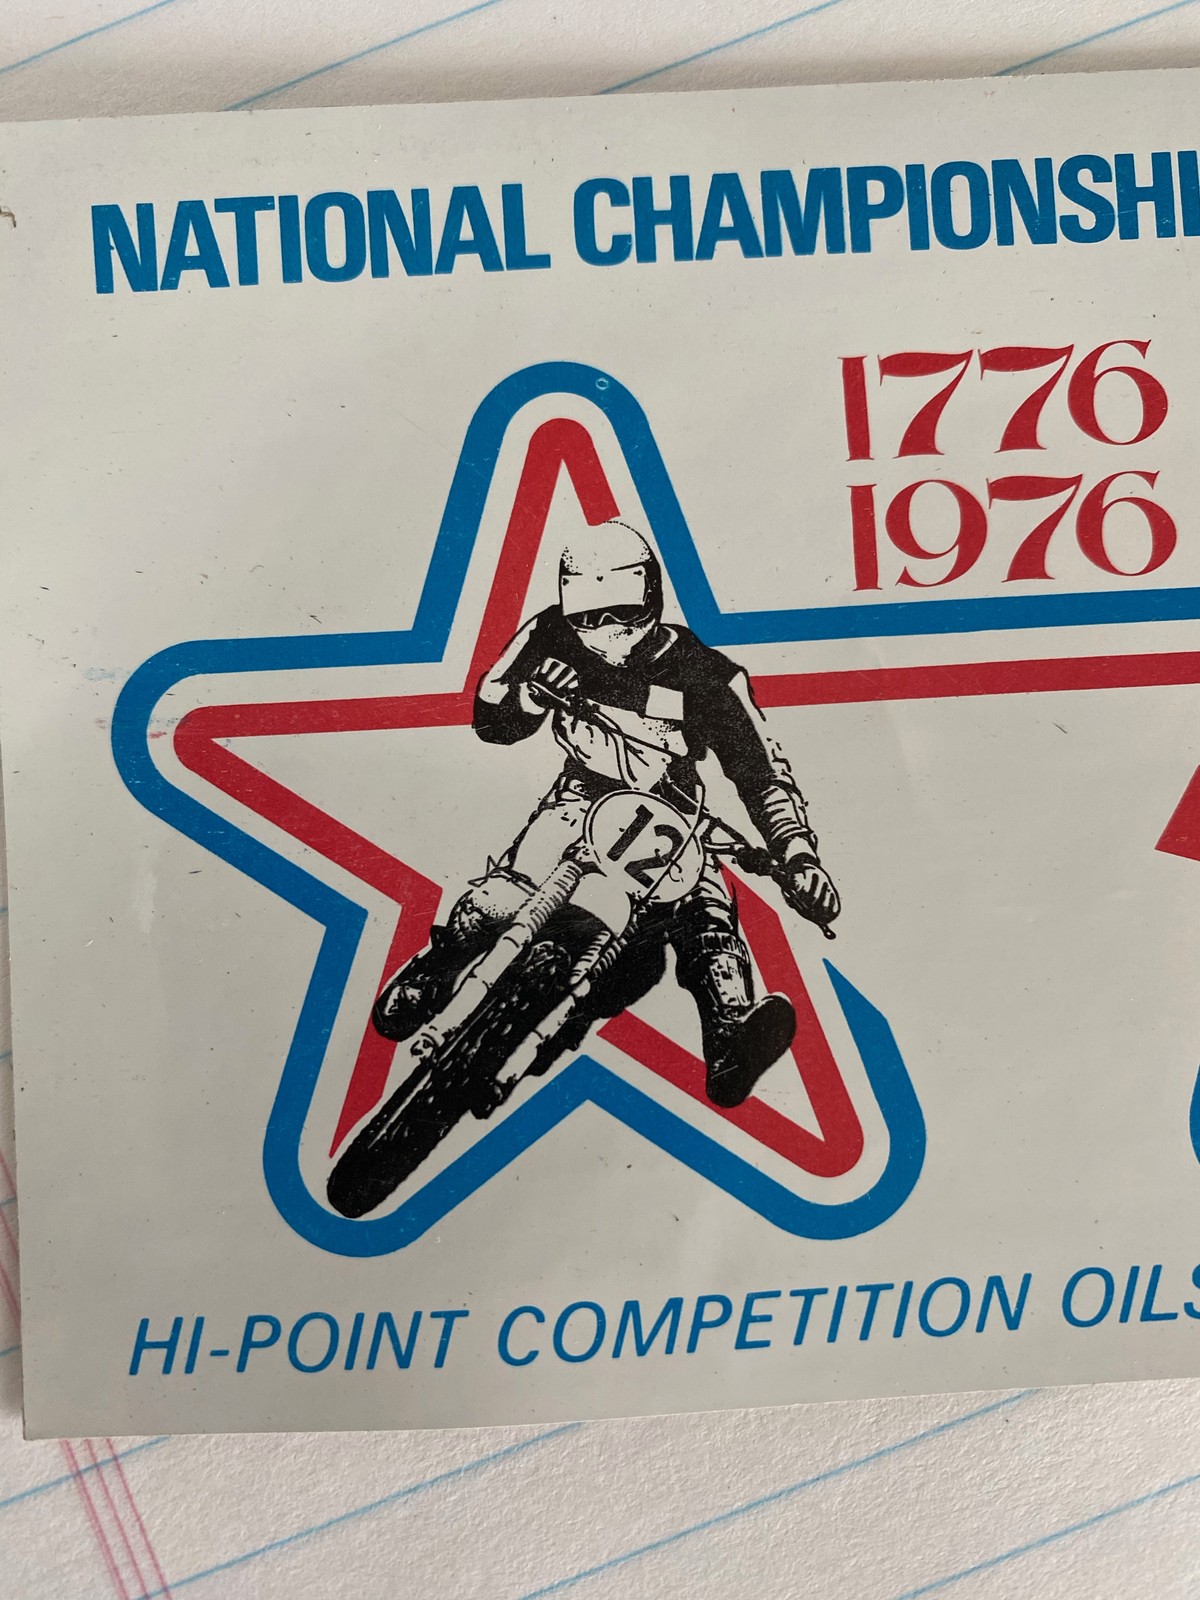 NATIONAL CHAMPIONSHI
1776
1976
12
HI-POINT COMPETITION OILS